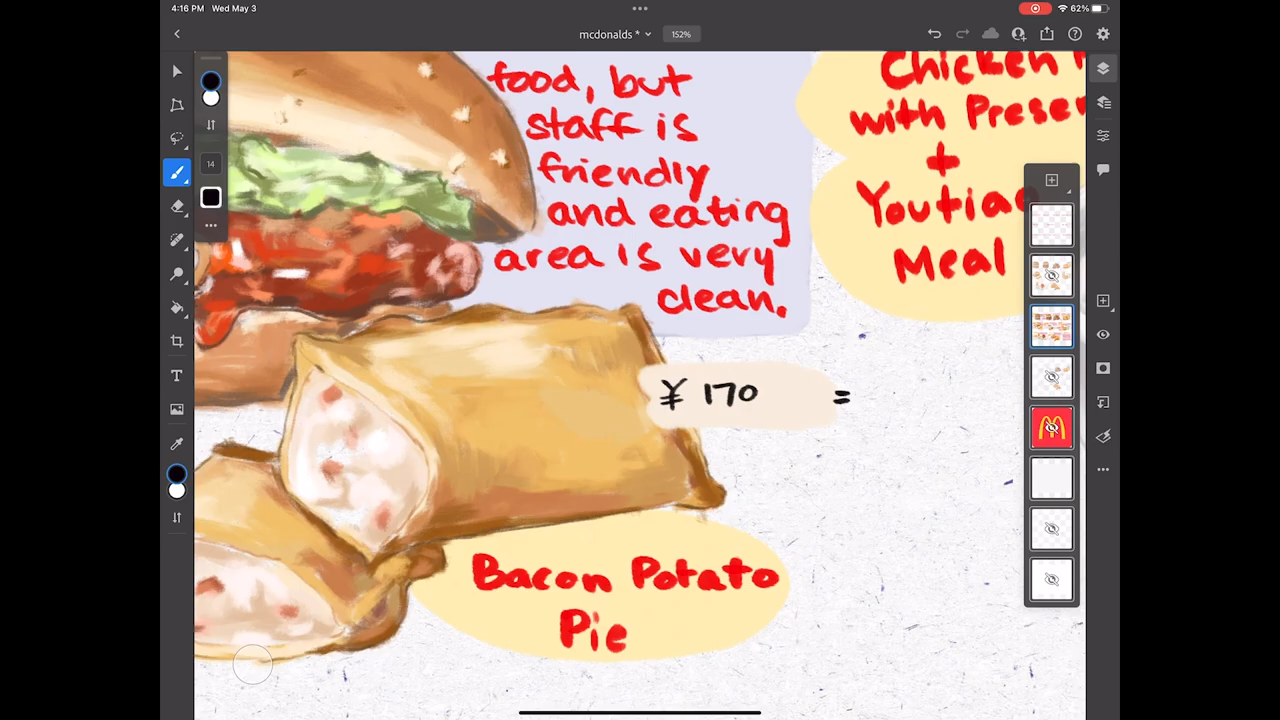 4:16 PM Wed May 3
62%
mcdonalds *
152%
14
food, but
staff is
friendly
and eating
area is very
clean.
Chicken
with Preser
+
Youtiao
Meal
¥ 170 =
Bacon Potato
Pie